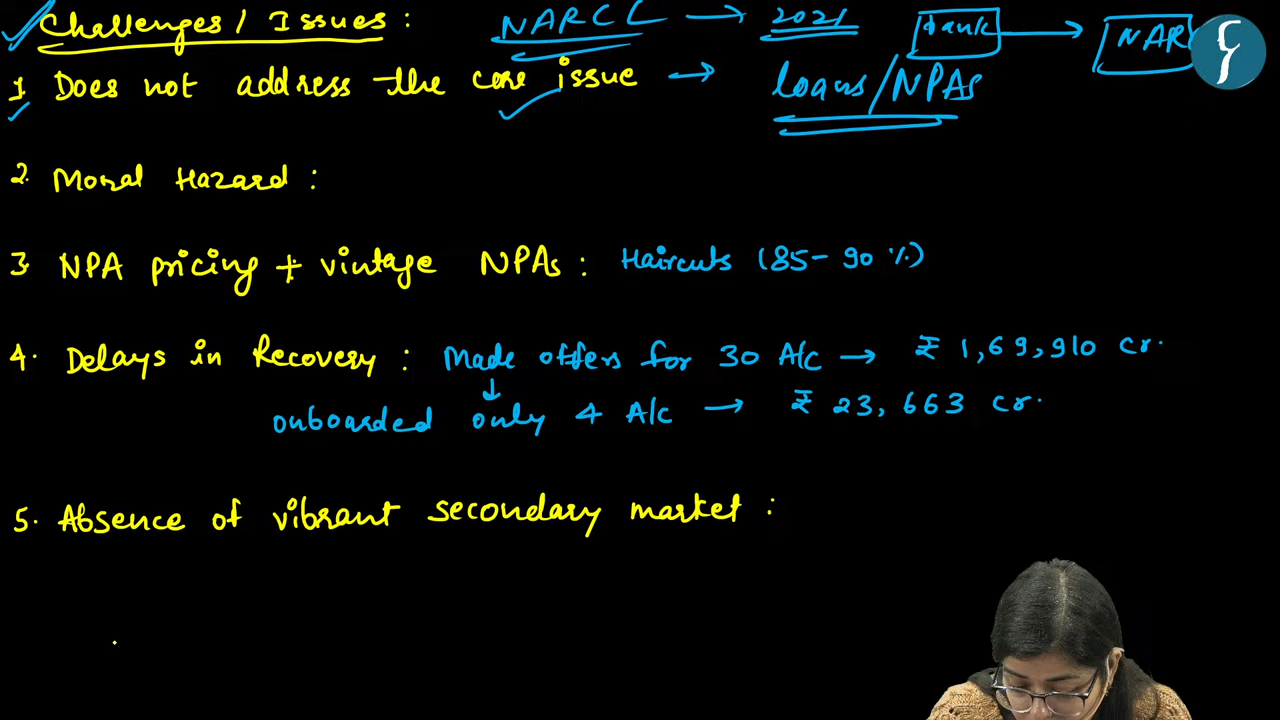 Challenges / Issues : NARCL → 2021 Bank → NAR
1 Does not address the core issue → loans/NPAs
2. Moral Hazard :
3. NPA pricing + vintage NPAs : Haircuts (85-90 %)
4. Delays in Recovery : Made offers for 30 A/c → ₹ 1,69,910 cr.
↓
onboarded only 4 A/c → ₹ 23,663 cr.
5. Absence of vibrant secondary market :